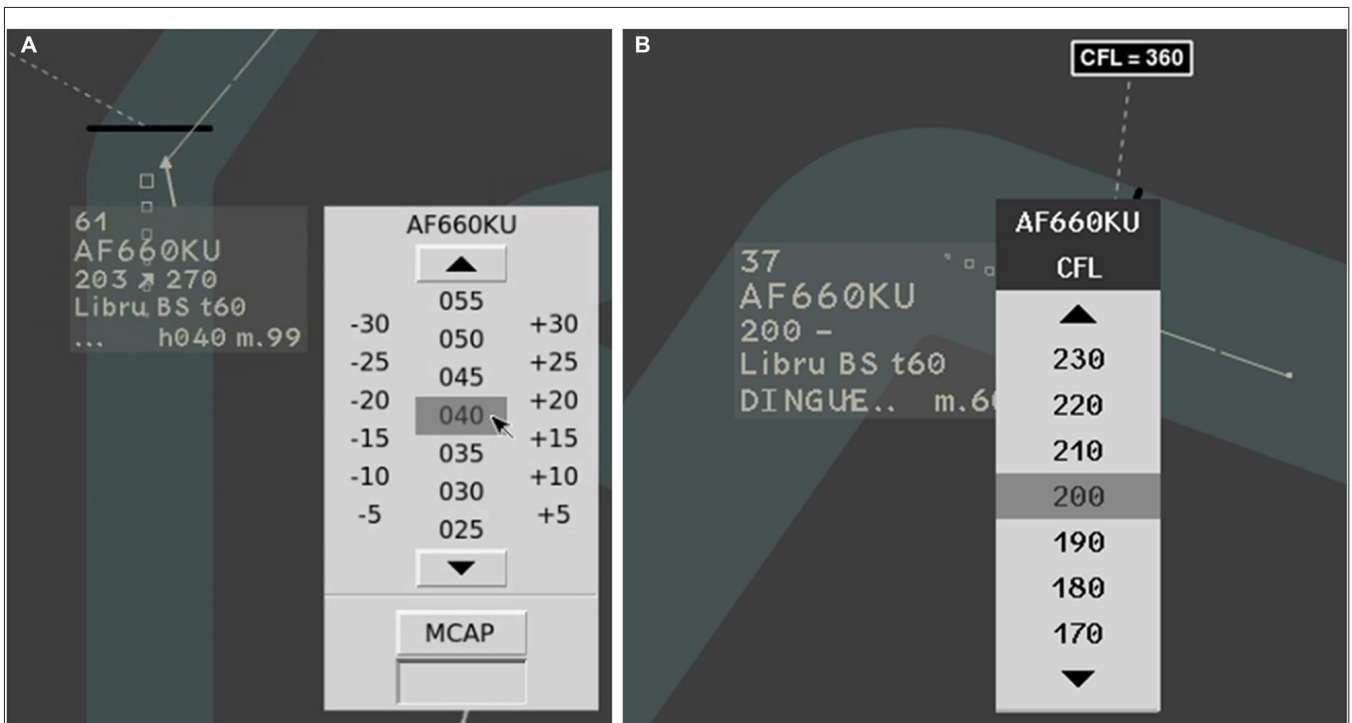 A
61
AF660KU
203 ↗ 270
Libru BS t60
... h040 m.99
AF660KU
055
-30 +30
050
-25 +25
045
-20 +20
040
-15 +15
035
-10 +10
030
-5 +5
025
MCAP
B
CFL = 360
37
AF660KU
200 –
Libru BS t60
DINGUE.. m.60
AF660KU
CFL
230
220
210
200
190
180
170